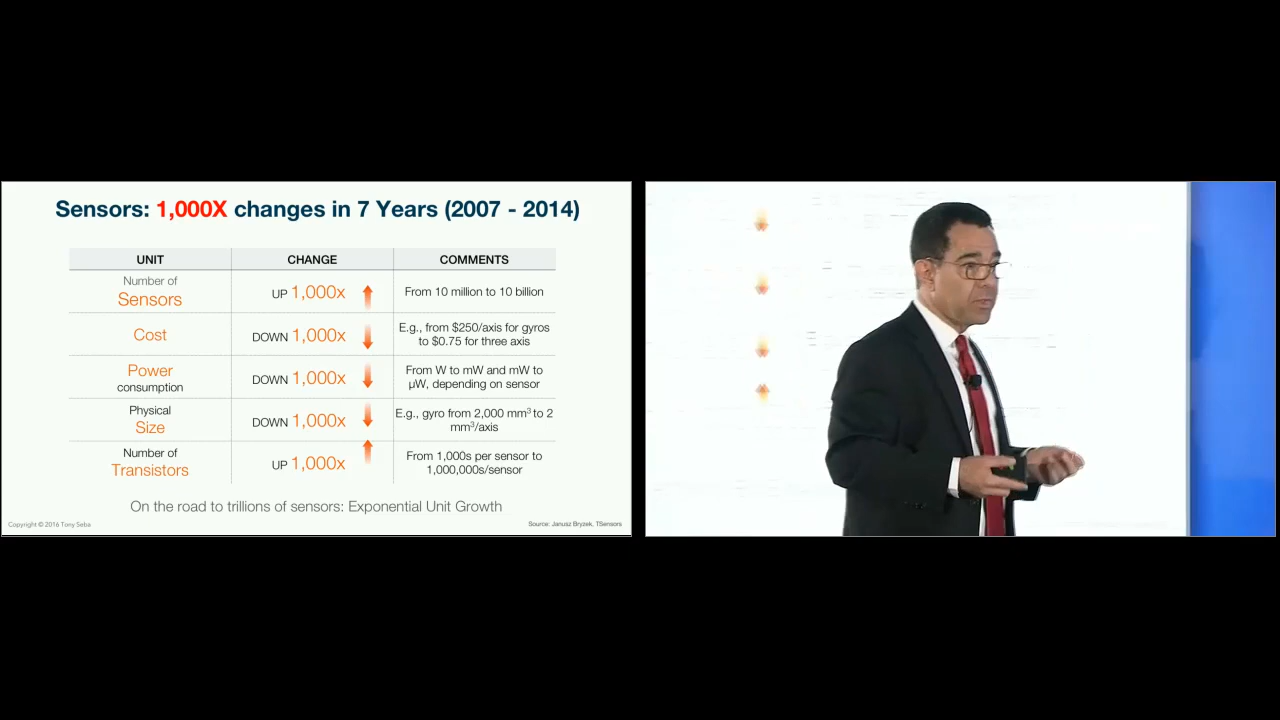 Sensors: 1,000X changes in 7 Years (2007 - 2014)
UNIT CHANGE COMMENTS
Number of
Sensors
UP 1,000x
From 10 million to 10 billion
Cost
DOWN 1,000x
E.g., from $250/axis for gyros
to $0.75 for three axis
Power
consumption
DOWN 1,000x
From W to mW and mW to
µW, depending on sensor
Physical
Size
DOWN 1,000x
E.g., gyro from 2,000 mm³ to 2
mm³/axis
Number of
Transistors
UP 1,000x
From 1,000s per sensor to
1,000,000s/sensor
On the road to trillions of sensors: Exponential Unit Growth
Copyright © 2016 Tony Seba
Source: Janusz Bryzek, TSensors